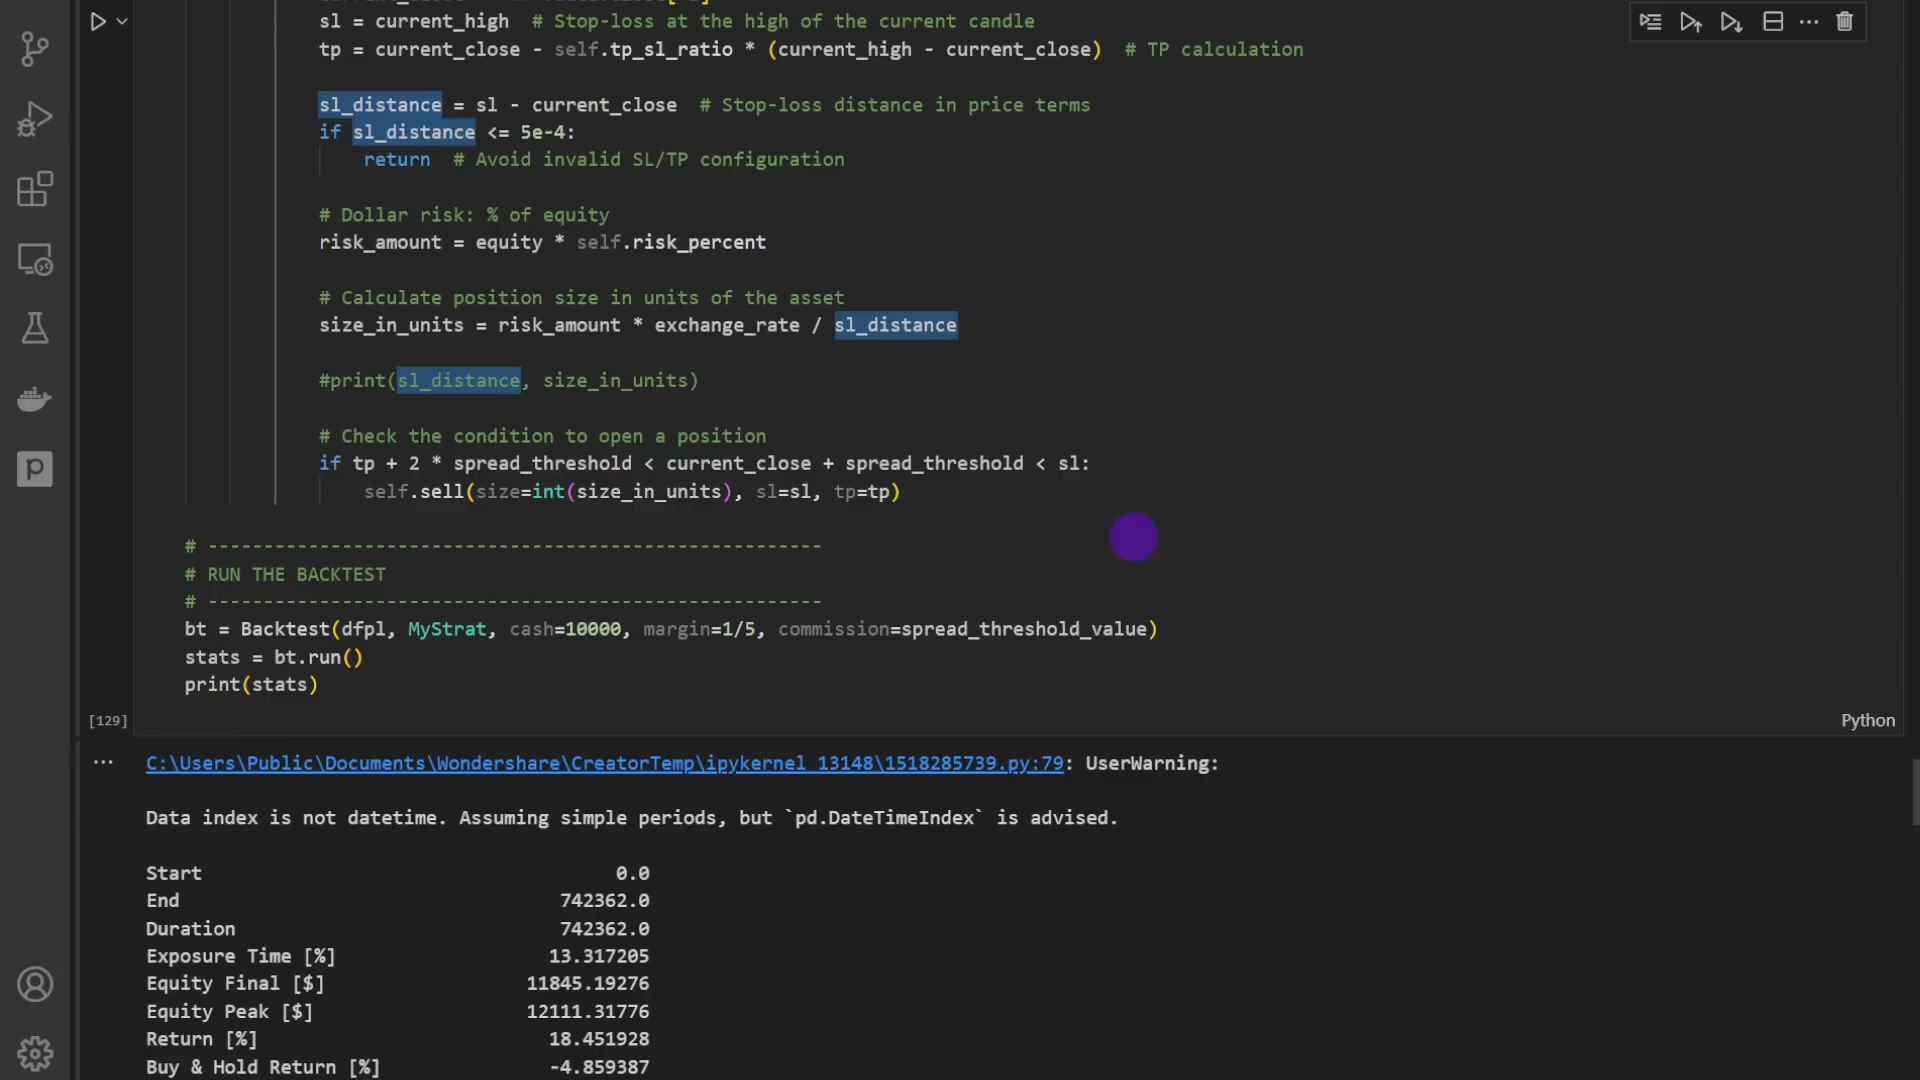 sl = current_high  # Stop-loss at the high of the current candle
tp = current_close - self.tp_sl_ratio * (current_high - current_close)  # TP calculation
sl_distance = sl - current_close  # Stop-loss distance in price terms
if sl_distance <= 5e-4:
return  # Avoid invalid SL/TP configuration
# Dollar risk: % of equity
risk_amount = equity * self.risk_percent
# Calculate position size in units of the asset
size_in_units = risk_amount * exchange_rate / sl_distance
#print(sl_distance, size_in_units)
# Check the condition to open a position
if tp + 2 * spread_threshold < current_close + spread_threshold < sl:
self.sell(size=int(size_in_units), sl=sl, tp=tp)
# -------------------------------------------------------
# RUN THE BACKTEST
# -------------------------------------------------------
bt = Backtest(dfpl, MyStrat, cash=10000, margin=1/5, commission=spread_threshold_value)
stats = bt.run()
print(stats)
[129]
Python
C:\Users\Public\Documents\Wondershare\CreatorTemp\ipykernel_13148\1518285739.py:79: UserWarning:
Data index is not datetime. Assuming simple periods, but `pd.DateTimeIndex` is advised.
Start 0.0
End 742362.0
Duration 742362.0
Exposure Time [%] 13.317205
Equity Final [$] 11845.19276
Equity Peak [$] 12111.31776
Return [%] 18.451928
Buy & Hold Return [%] -4.859387